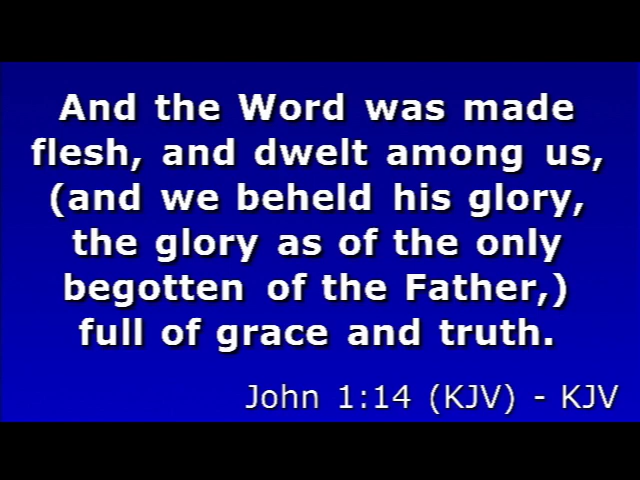 And the Word was made
flesh, and dwelt among us,
(and we beheld his glory,
the glory as of the only
begotten of the Father,)
full of grace and truth.
John 1:14 (KJV) - KJV